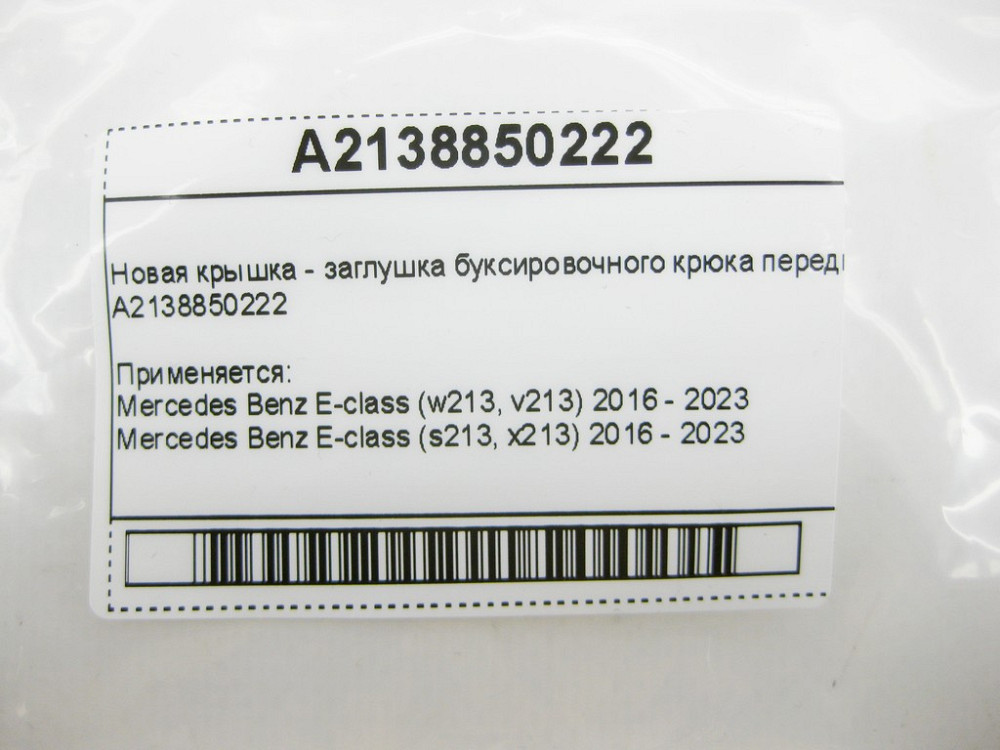 A2138850222
Новая крышка - заглушка буксировочного крюка
A2138850222
Применяется:
Mercedes Benz E-class (w213, v213) 2016 - 2023
Mercedes Benz E-class (s213, x213) 2016 - 2023